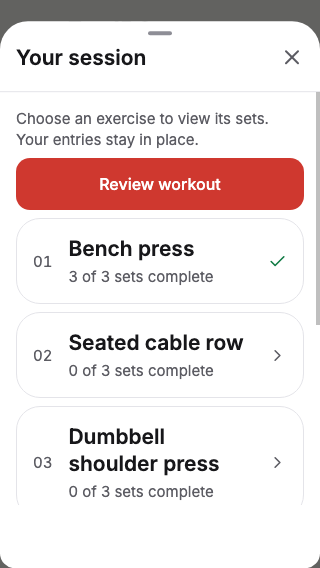 Your session
Choose an exercise to view its sets.
Your entries stay in place.
Review workout
01
Bench press
3 of 3 sets complete
02
Seated cable row
0 of 3 sets complete
03
Dumbbell
shoulder press
0 of 3 sets complete